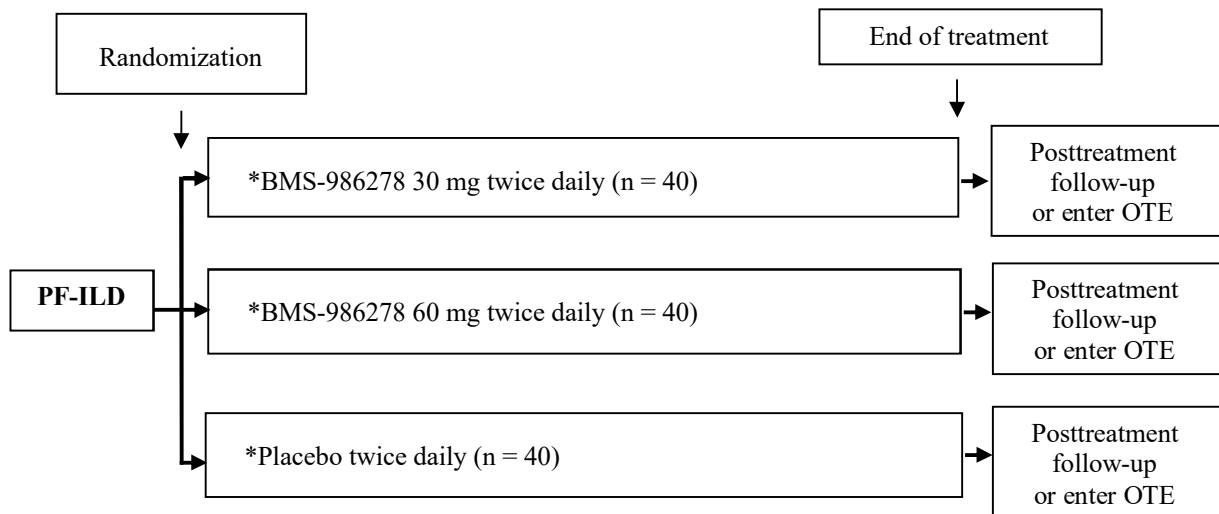 Randomization
End of treatment
*BMS-986278 30 mg twice daily (n = 40)
Posttreatment
follow-up
or enter OTE
PF-ILD
*BMS-986278 60 mg twice daily (n = 40)
Posttreatment
follow-up
or enter OTE
*Placebo twice daily (n = 40)
Posttreatment
follow-up
or enter OTE